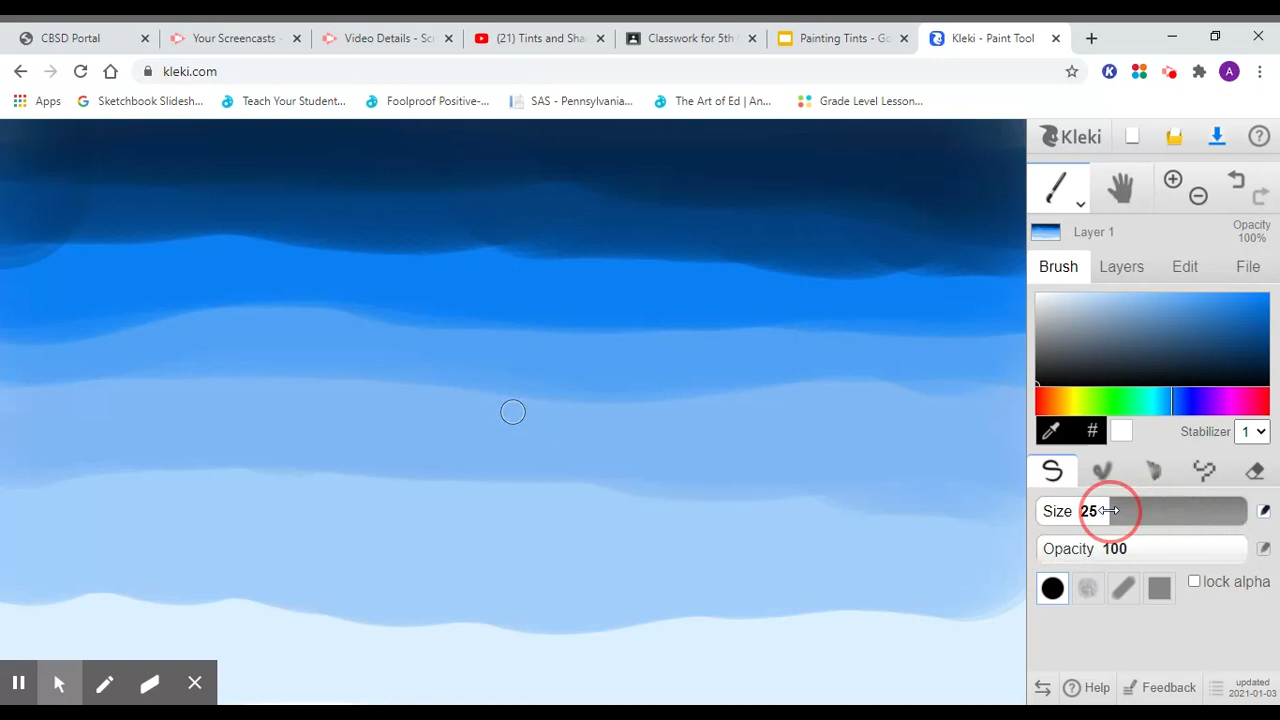 CBSD Portal
Your Screencasts -
Video Details - Scr
(21) Tints and Sha
Classwork for 5th
Painting Tints - Go
Kleki - Paint Tool
kleki.com
A
Apps
ketchbook Slidesh...
Teach Your Student...
Foolproof Positive-...
SAS - Pennsylvania...
The Art of Ed | An...
Grade Level Lesson...
Kleki
Layer 1
Opacity
100%
Brush
Layers
Edit
File
#
Stabilizer
1
Size 25
Opacity 100
lock alpha
Help
Feedback
updated
2021-01-03